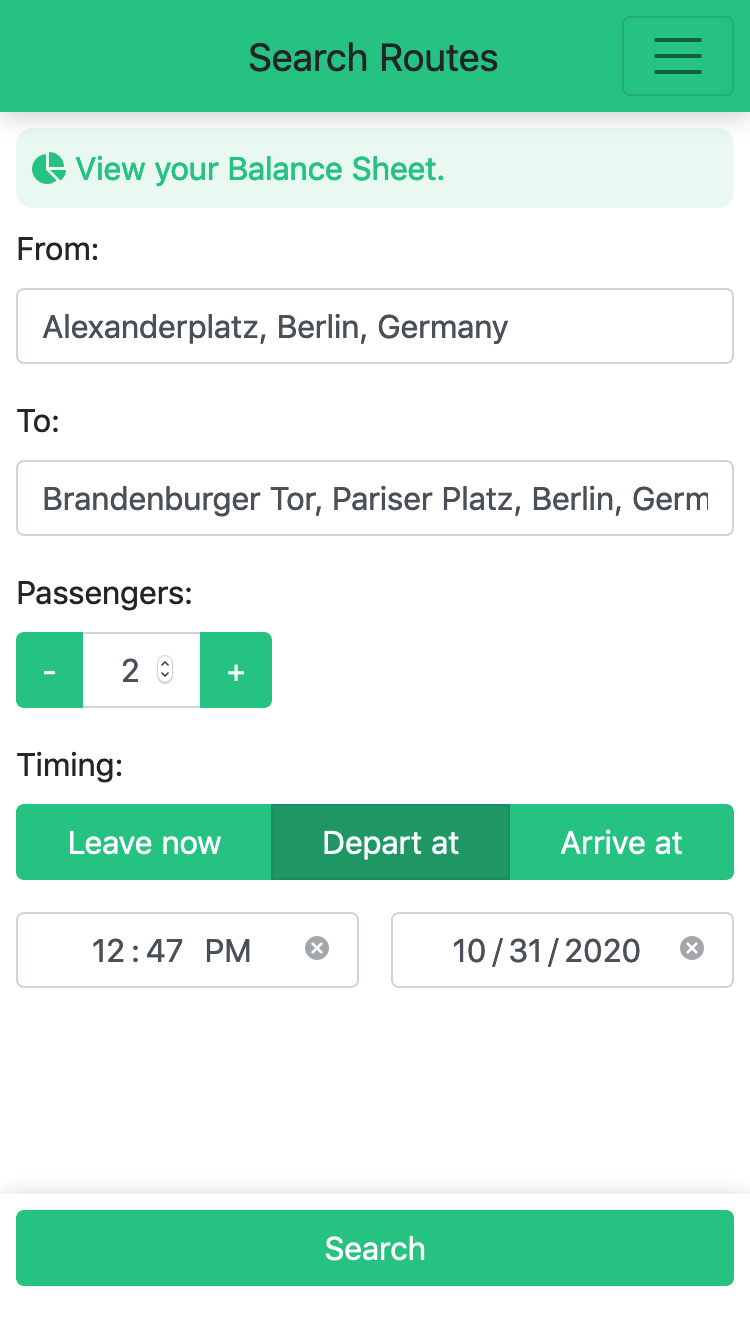 Search Routes
View your Balance Sheet.
From:
Alexanderplatz, Berlin, Germany
To:
Brandenburger Tor, Pariser Platz, Berlin, Germ
Passengers:
- 2 +
Timing:
Leave now Depart at Arrive at
12:47 PM 10/31/2020
Search